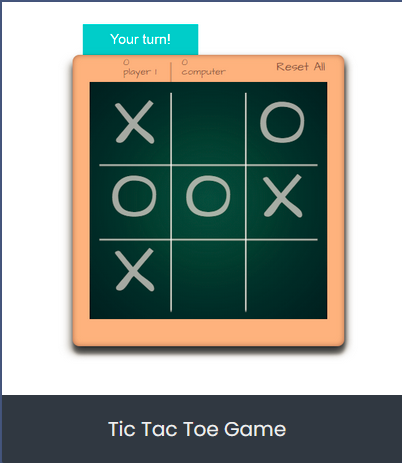 Your turn!
0 0
player 1 computer Reset All
X O
O O X
X
Tic Tac Toe Game